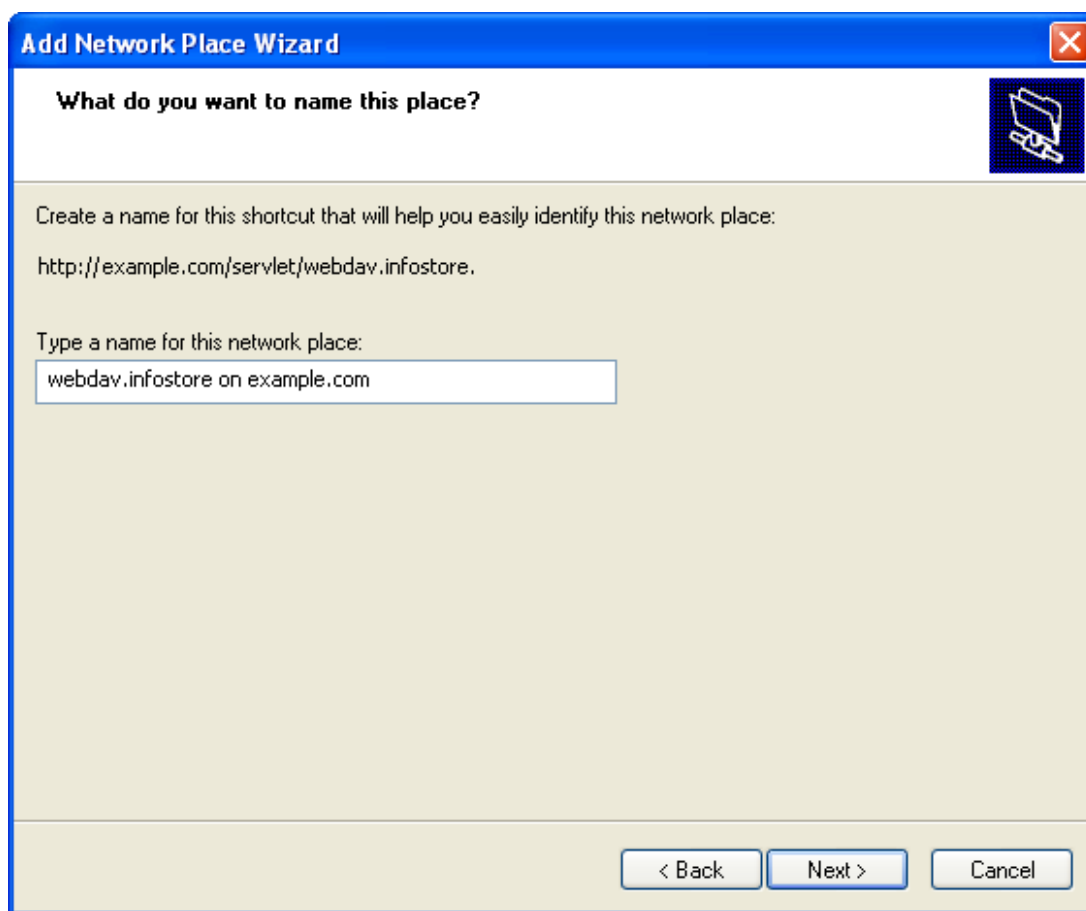 Add Network Place Wizard
What do you want to name this place?
Create a name for this shortcut that will help you easily identify this network place:
http://example.com/servlet/webdav.infostore.
Type a name for this network place:
webdav.infostore on example.com
< Back
Next >
Cancel